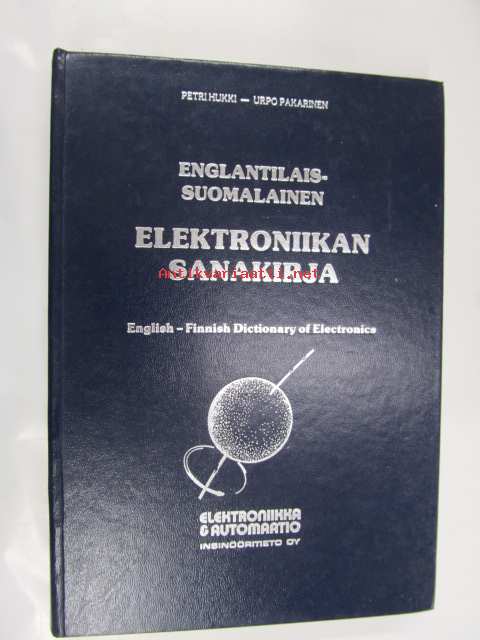 PETRI HUKKI — URPO PAKARINEN
ENGLANTILAIS-
SUOMALAINEN
ELEKTRONIIKAN
SANAKIRJA
Antikvariaatti.net
English – Finnish Dictionary of Electronics
ELEKTRONIIKKA
& AUTOMAATIO
INSINÖÖRITIETO OY